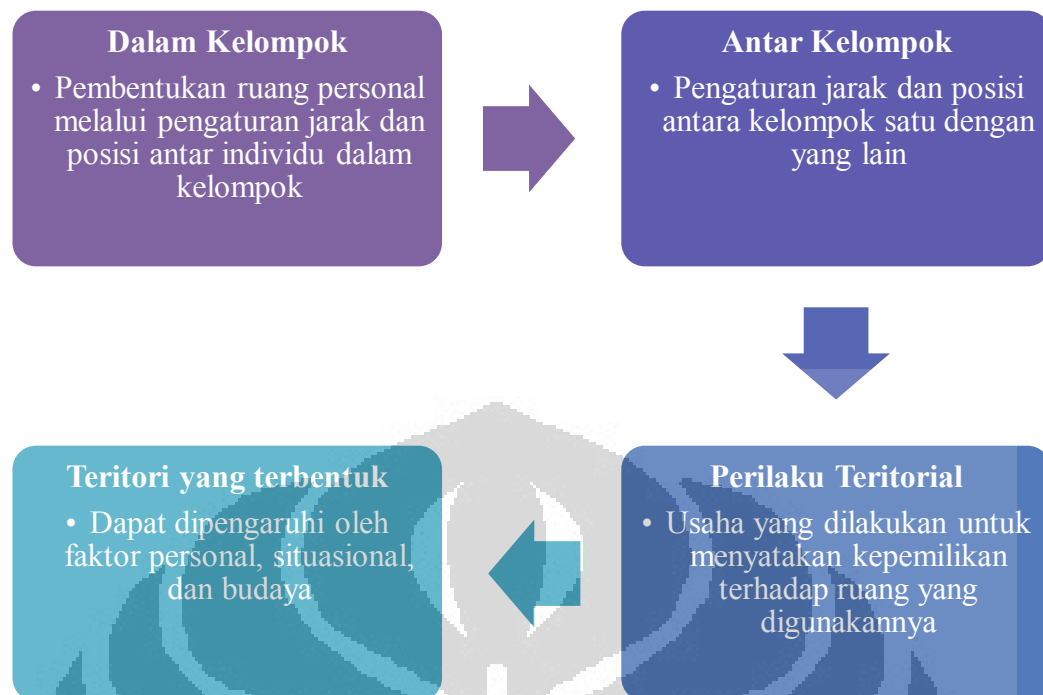 Dalam Kelompok
• Pembentukan ruang personal
melalui pengaturan jarak dan
posisi antar individu dalam
kelompok
Antar Kelompok
• Pengaturan jarak dan posisi
antara kelompok satu dengan
yang lain
Perilaku Teritorial
• Usaha yang dilakukan untuk
menyatakan kepemilikan
terhadap ruang yang
digunakannya
Teritori yang terbentuk
• Dapat dipengaruhi oleh
faktor personal, situasional,
dan budaya